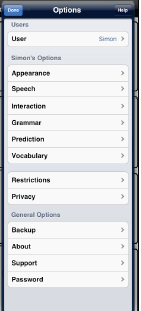 Done Options Help
Users
User Simon >
Simon's Options
Appearance >
Speech >
Interaction >
Grammar >
Prediction >
Vocabulary >
Restrictions >
Privacy >
General Options
Backup >
About >
Support >
Password >